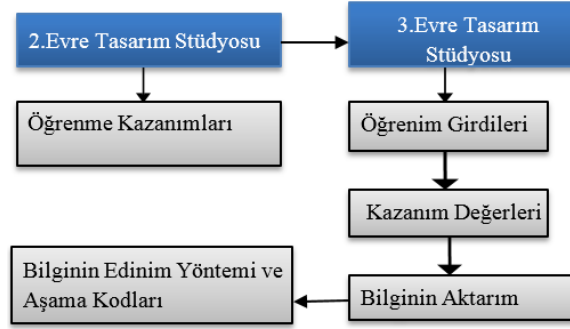 2.Evre Tasarım Stüdyosu
3.Evre Tasarım
Stüdyosu
Öğrenme Kazanımları
Öğrenim Girdileri
Kazanım Değerleri
Bilginin Edinim Yöntemi ve
Aşama Kodları
Bilginin Aktarım